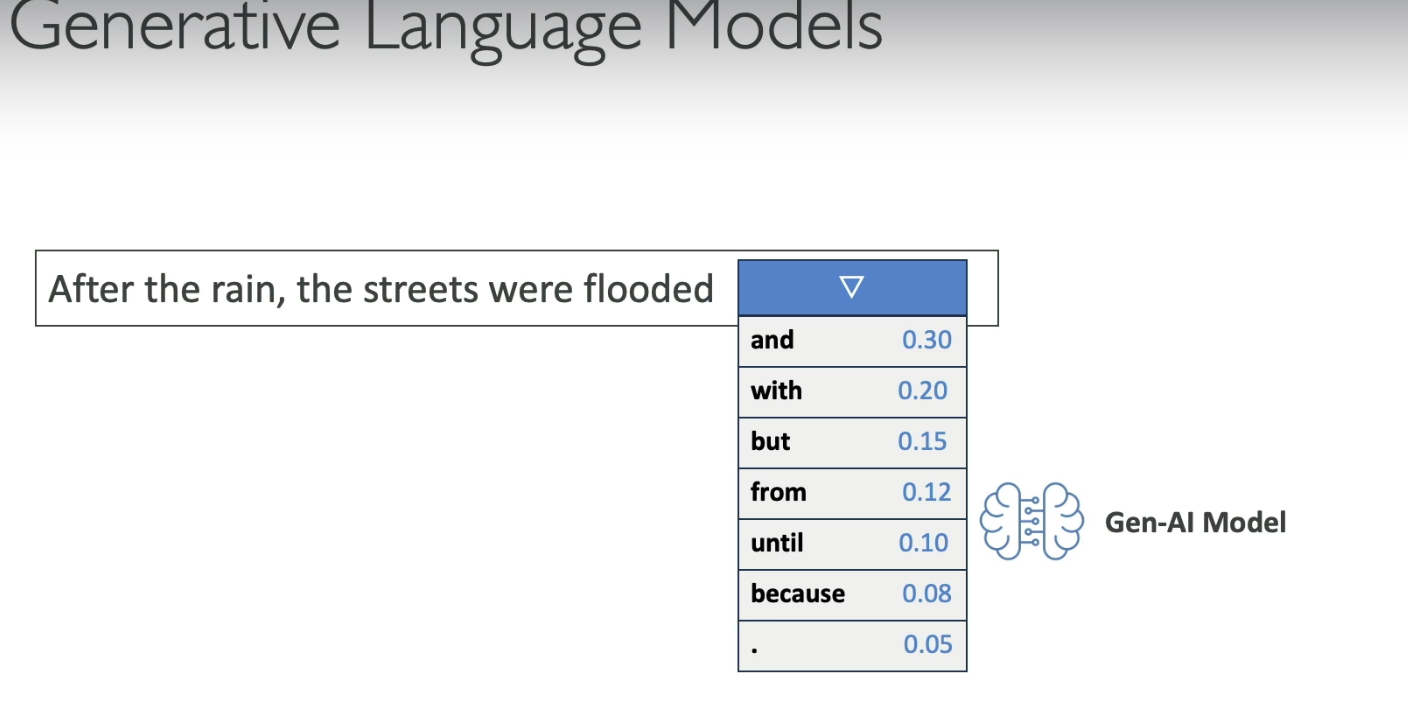 Generative Language Models
After the rain, the streets were flooded
and 0.30
with 0.20
but 0.15
from 0.12
until 0.10
because 0.08
. 0.05
Gen-AI Model